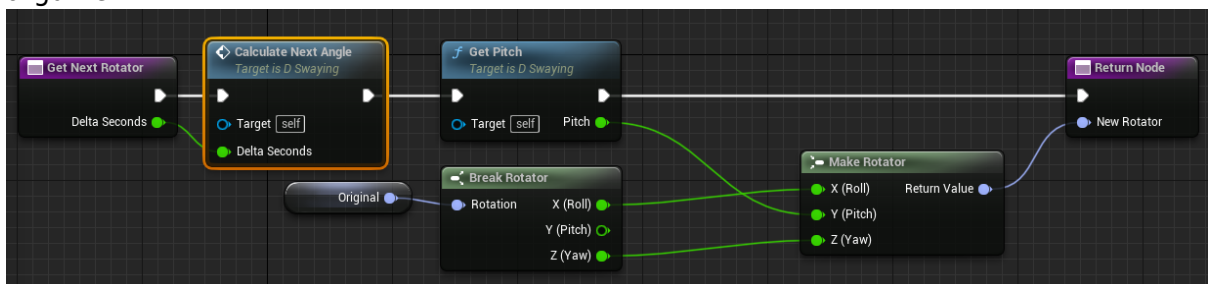 Get Next Rotator
Delta Seconds
Calculate Next Angle
Target is D Swaying
Target self
Delta Seconds
Get Pitch
Target is D Swaying
Target self Pitch
Original
Break Rotator
Rotation X (Roll)
Y (Pitch)
Z (Yaw)
Make Rotator
X (Roll) Return Value
Y (Pitch)
Z (Yaw)
Return Node
New Rotator